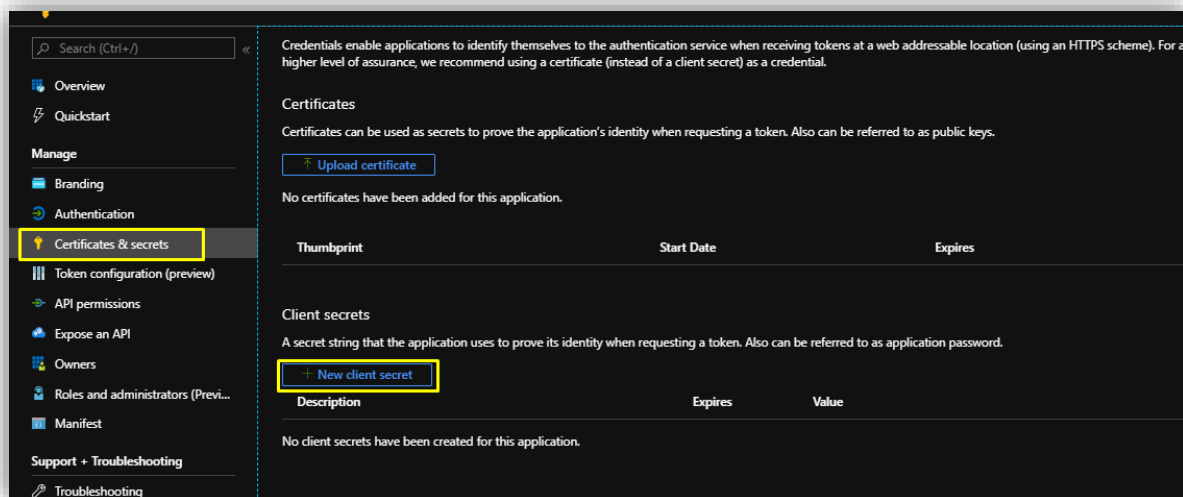 Search (Ctrl+/)
«
Overview
Quickstart
Manage
Branding
Authentication
Certificates & secrets
Token configuration (preview)
API permissions
Expose an API
Owners
Roles and administrators (Previ...
Manifest
Support + Troubleshooting
Troubleshooting
Credentials enable applications to identify themselves to the authentication service when receiving tokens at a web addressable location (using an HTTPS scheme). For a
higher level of assurance, we recommend using a certificate (instead of a client secret) as a credential.
Certificates
Certificates can be used as secrets to prove the application's identity when requesting a token. Also can be referred to as public keys.
Upload certificate
No certificates have been added for this application.
Thumbprint Start Date Expires
Client secrets
A secret string that the application uses to prove its identity when requesting a token. Also can be referred to as application password.
+ New client secret
Description Expires Value
No client secrets have been created for this application.